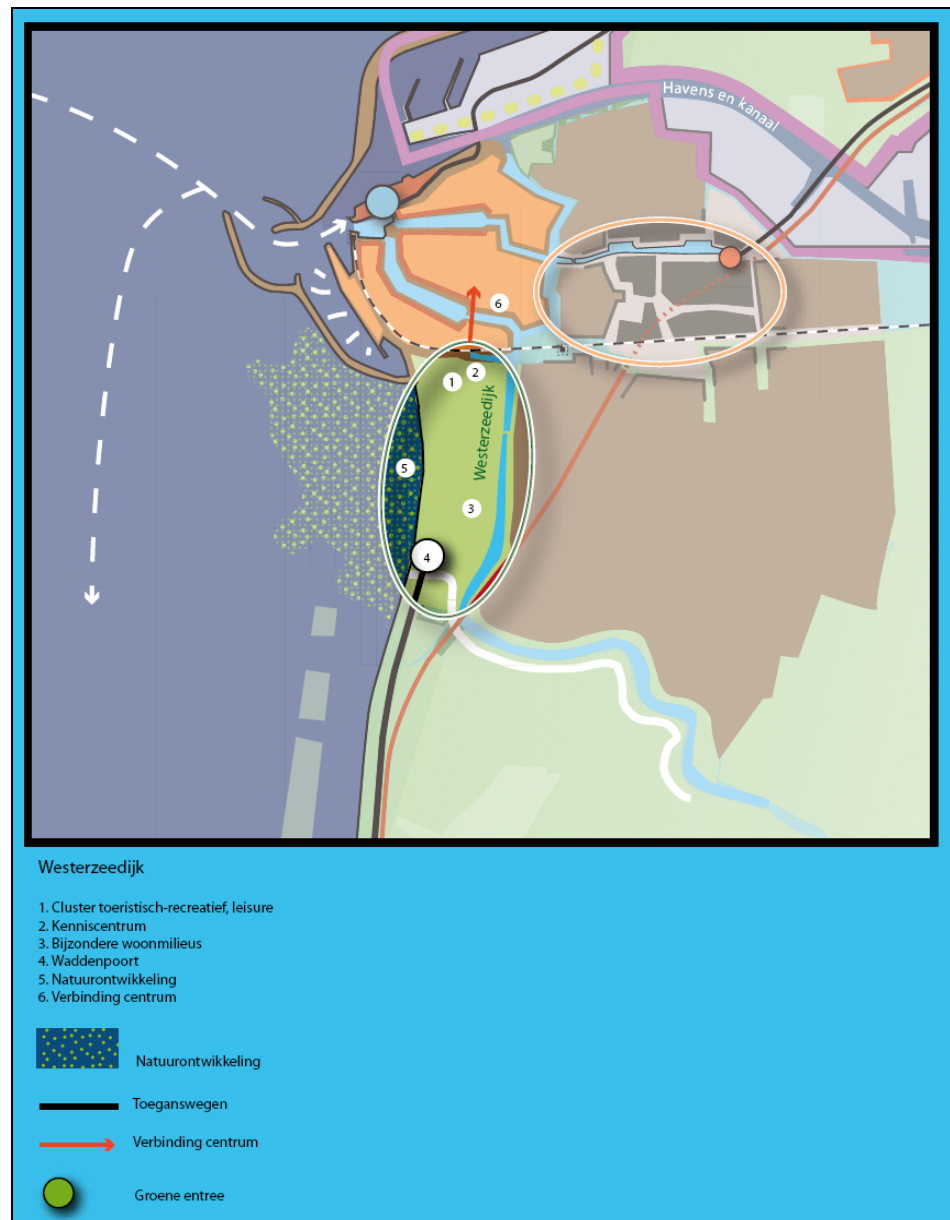 Havens en kanaal
6
1
2
Westerzeedijk
5
3
4
Westerzeedijk
1. Cluster toeristisch-recreatief, leisure
2. Kenniscentrum
3. Bijzondere woonmilieus
4. Waddenpoort
5. Natuurontwikkeling
6. Verbinding centrum
Natuurontwikkeling
Toeganswegen
Verbinding centrum
Groene entree